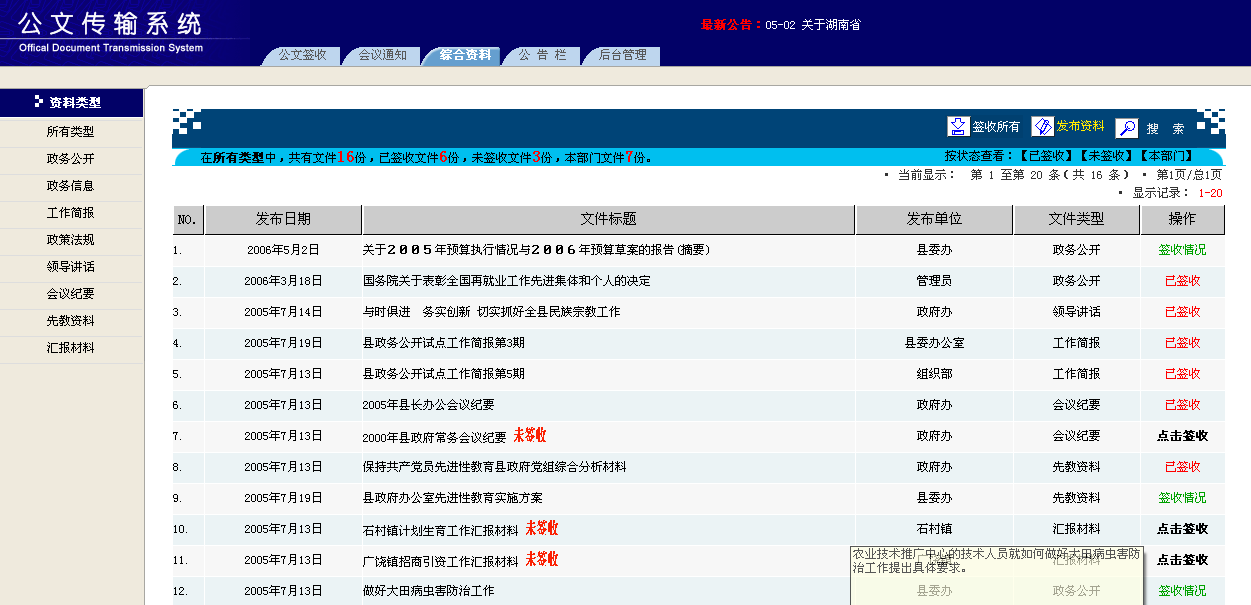 公文传输系统
Offical Document Transmission System
最新公告：05-02 关于湖南省
公文签收 会议通知 综合资料 公 告 栏 后台管理
资料类型
所有类型
政务公开
政务信息
工作简报
政策法规
领导讲话
会议纪要
先教资料
汇报材料
签收所有 发布资料 搜 索
在所有类型中，共有文件16份，已签收文件6份，未签收文件3份，本部门文件7份。 按状态查看：【已签收】【未签收】【本部门】
• 当前显示： 第 1 至第 20 条（共 16 条） • 第1页/总1页
• 显示记录： 1-20
NO. 发布日期 文件标题 发布单位 文件类型 操作
1. 2006年5月2日 关于２００５年预算执行情况与２００６年预算草案的报告(摘要) 县委办 政务公开 签收情况
2. 2006年3月18日 国务院关于表彰全国再就业工作先进集体和个人的决定 管理员 政务公开 已签收
3. 2005年7月14日 与时俱进 务实创新 切实抓好全县民族宗教工作 政府办 领导讲话 已签收
4. 2005年7月19日 县政务公开试点工作简报第3期 县委办公室 工作简报 已签收
5. 2005年7月13日 县政务公开试点工作简报第5期 组织部 工作简报 已签收
6. 2005年7月13日 2005年县长办公会议纪要 政府办 会议纪要 已签收
7. 2005年7月13日 2000年县政府常务会议纪要 未签收 政府办 会议纪要 点击签收
8. 2005年7月13日 保持共产党员先进性教育县政府党组综合分析材料 政府办 先教资料 已签收
9. 2005年7月19日 县政府办公室先进性教育实施方案 县委办 先教资料 签收情况
10. 2005年7月13日 石村镇计划生育工作汇报材料 未签收 石村镇 汇报材料 点击签收
11. 2005年7月13日 广饶镇招商引资工作汇报材料 未签收 汇报材料 点击签收
农业技术推广中心的技术人员就如何做好大田病虫害防
治工作提出具体要求。
12. 2005年7月13日 做好大田病虫害防治工作 县委办 政务公开 签收情况